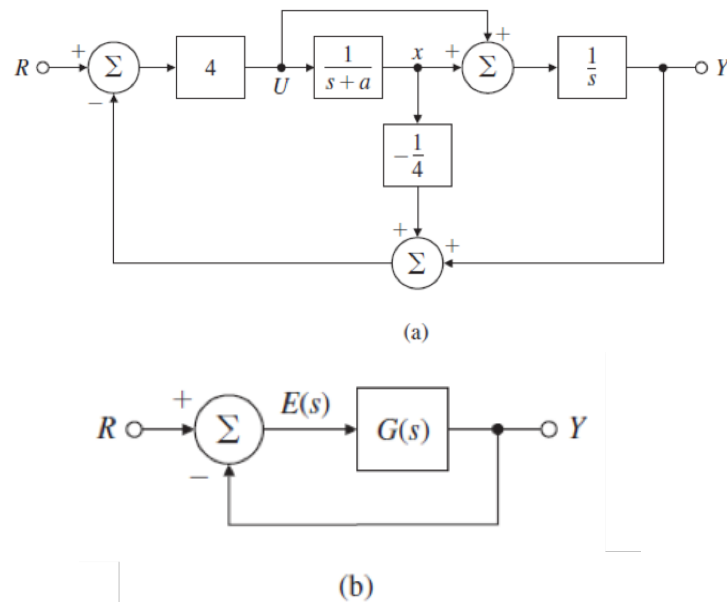 + +
R Σ 4 1/(s+a) x + Σ 1/s Y
− U
−1/4
+ +
Σ
(a)
+ E(s)
R Σ G(s) Y
−
(b)